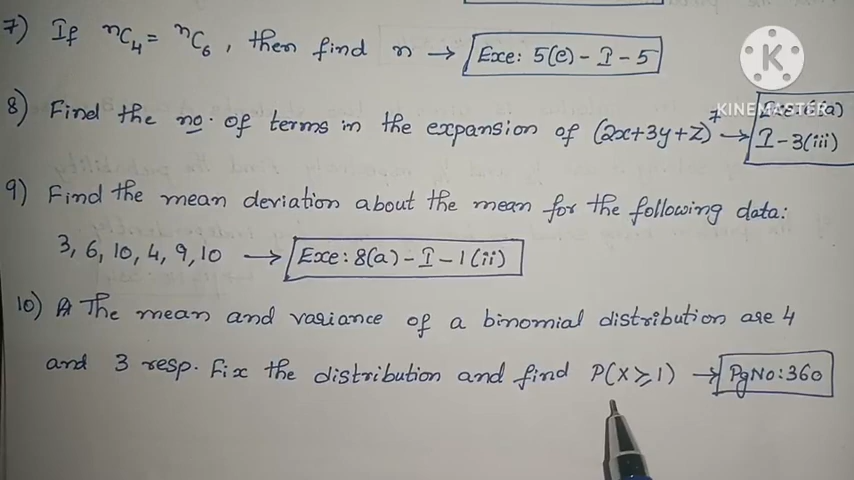 7) If ⁿC₄ = ⁿC₆, then find n → Exe: 5(e) - I - 5
8) Find the no. of terms in the expansion of (2x+3y+z)⁷ → I - 3(iii)
KINEMASTER
9) Find the mean deviation about the mean for the following data:
3, 6, 10, 4, 9, 10 → Exe: 8(a) - I - 1(ii)
10) The mean and variance of a binomial distribution are 4
and 3 resp. Fix the distribution and find P(X ≥ 1) → PgNo: 360